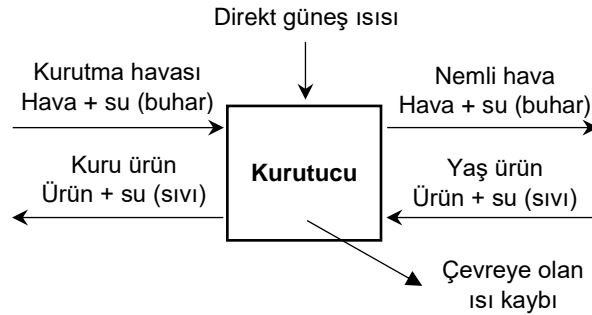 Direkt güneş ısısı
Kurutma havası
Hava + su (buhar)
Nemli hava
Hava + su (buhar)
Kuru ürün
Ürün + su (sıvı)
Kurutucu
Yaş ürün
Ürün + su (sıvı)
Çevreye olan
ısı kaybı